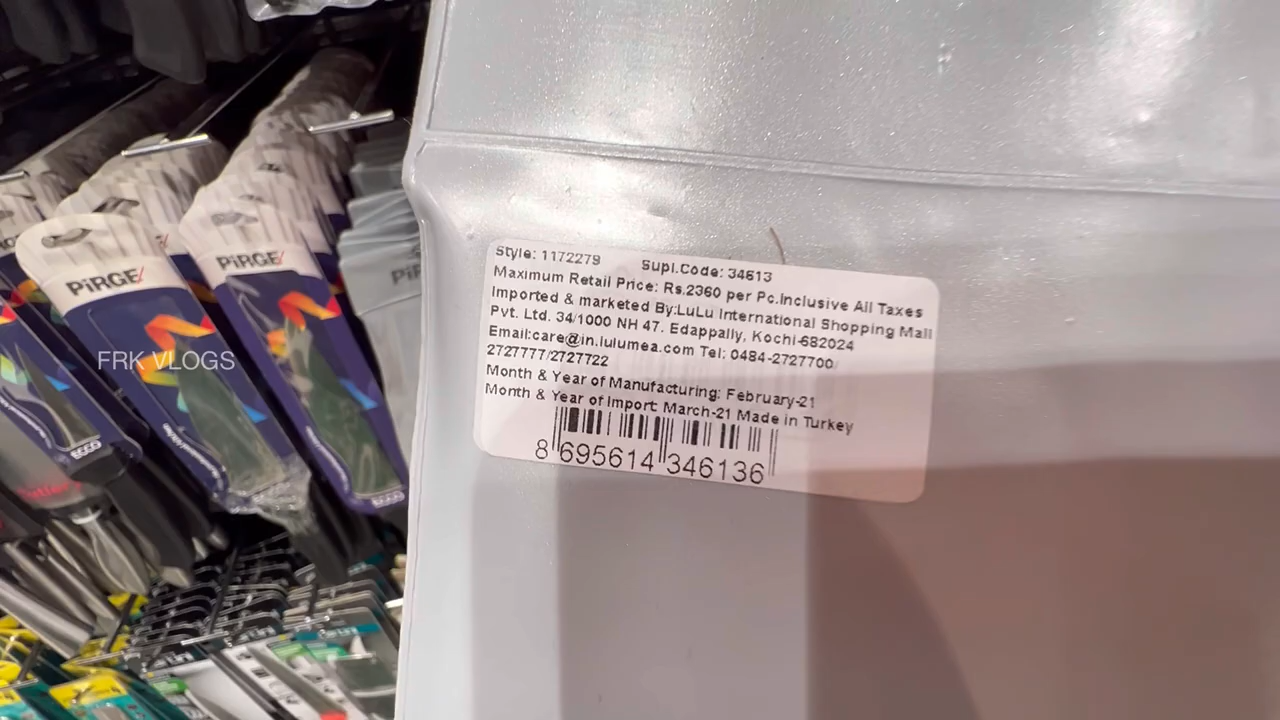 Style: 1172279 Supl.Code: 34613
Maximum Retail Price: Rs.2360 per Pc.Inclusive All Taxes
Imported & marketed By:LuLu International Shopping Mall
Pvt. Ltd. 34/1000 NH 47. Edappally, Kochi-682024
Email:care@in.lulumea.com Tel: 0484-2727700/
2727777/2727722
Month & Year of Manufacturing: February-21
Month & Year of Import: March-21 Made in Turkey
8 695614 346136
PiRGE
PiRGE
FRK VLOGS
ECCO
ECCO